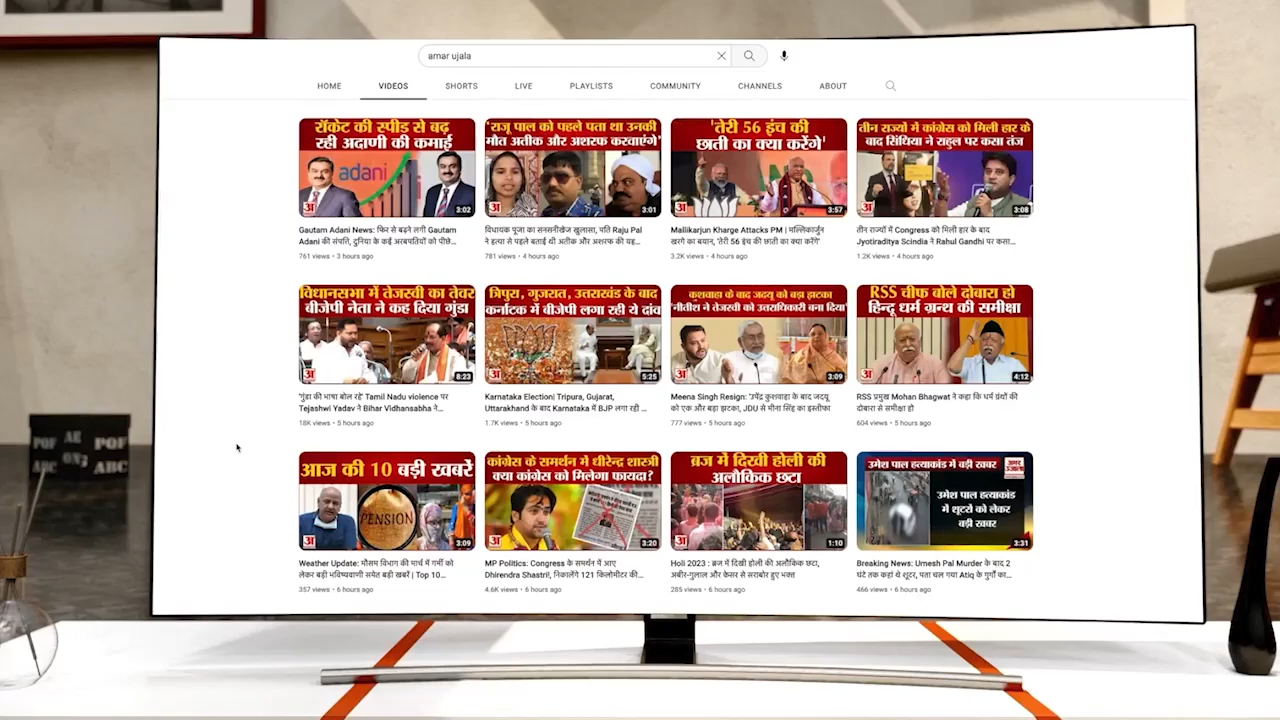 amar ujala
HOME VIDEOS SHORTS LIVE PLAYLISTS COMMUNITY CHANNELS ABOUT
रॉकेट की स्पीड से बढ़
रही अदाणी की कमाई
adani
अ
3:02
Gautam Adani News: फिर से बढ़ने लगी Gautam
Adani की संपत्ति, दुनिया के कई अरबपतियों को पीछे...
761 views • 3 hours ago
'राजू पाल को पहले पता था उनकी
मौत अतीक और अशरफ करवाएंगे'
अ
3:01
विधायक पूजा का सनसनीखेज खुलासा, पति Raju Pal
ने हत्या से पहले बताई थी अतीक और अशरफ की यह...
781 views • 4 hours ago
'तेरी 56 इंच की
छाती का क्या करेंगे'
अ
3:57
Mallikarjun Kharge Attacks PM | मल्लिकार्जुन
खरगे का बयान, 'तेरी 56 इंच की छाती का क्या करेंगे'
3.2K views • 4 hours ago
तीन राज्यों में कांग्रेस को मिली हार के
बाद सिंधिया ने राहुल पर कसा तंज
अ
3:08
तीन राज्यों में Congress को मिली हार के बाद
Jyotiraditya Scindia ने Rahul Gandhi पर कसा...
1.2K views • 4 hours ago
विधानसभा में तेजस्वी का तेवर
बीजेपी नेता ने कह दिया गुंडा
अ
8:23
'गुंडा की भाषा बोल रहे' Tamil Nadu violence पर
Tejashwi Yadav ने Bihar Vidhansabha ने...
18K views • 5 hours ago
त्रिपुरा, गुजरात, उत्तराखंड के बाद
कर्नाटक में बीजेपी लगा रही ये दांव
अ
5:25
Karnataka Election| Tripura, Gujarat,
Uttarakhand के बाद Karnataka में BJP लगा रही ...
1.7K views • 5 hours ago
कुशवाहा के बाद जदयू को बड़ा झटका
'नीतीश ने तेजस्वी को उत्तराधिकारी बना दिया'
अ
3:09
Meena Singh Resign: 'उपेंद्र कुशवाहा के बाद जदयू
को एक और बड़ा झटका, JDU से मीना सिंह का इस्तीफा
777 views • 5 hours ago
RSS चीफ बोले दोबारा हो
हिन्दू धर्म ग्रन्थ की समीक्षा
अ
4:12
RSS प्रमुख Mohan Bhagwat ने कहा कि धर्म ग्रंथों की
दोबारा से समीक्षा हो
604 views • 5 hours ago
आज की 10 बड़ी खबरें
PENSION
अ
3:09
Weather Update: मौसम विभाग की मार्च में गर्मी को
लेकर बड़ी भविष्यवाणी समेत बड़ी खबरें | Top 10...
357 views • 6 hours ago
कांग्रेस के समर्थन में धीरेन्द्र शास्त्री
क्या कांग्रेस को मिलेगा फायदा?
अ
3:20
MP Politics: Congress के समर्थन में आए
Dhirendra Shastri!, निकालेंगे 121 किलोमीटर की...
4.6K views • 6 hours ago
ब्रज में दिखी होली की
अलौकिक छटा
अ
1:10
Holi 2023 : ब्रज में दिखी होली की अलौकिक छटा,
अबीर-गुलाल और केसर से सराबोर हुए भक्त
285 views • 6 hours ago
उमेश पाल हत्याकांड में बड़ी खबर
अमर उजाला
उमेश पाल हत्याकांड
में शूटर्स को लेकर
बड़ी खबर
3:31
Breaking News: Umesh Pal Murder के बाद 2
घंटे कहां थे शूटर, पता चल गया Atiq के गुर्गों का...
466 views • 6 hours ago